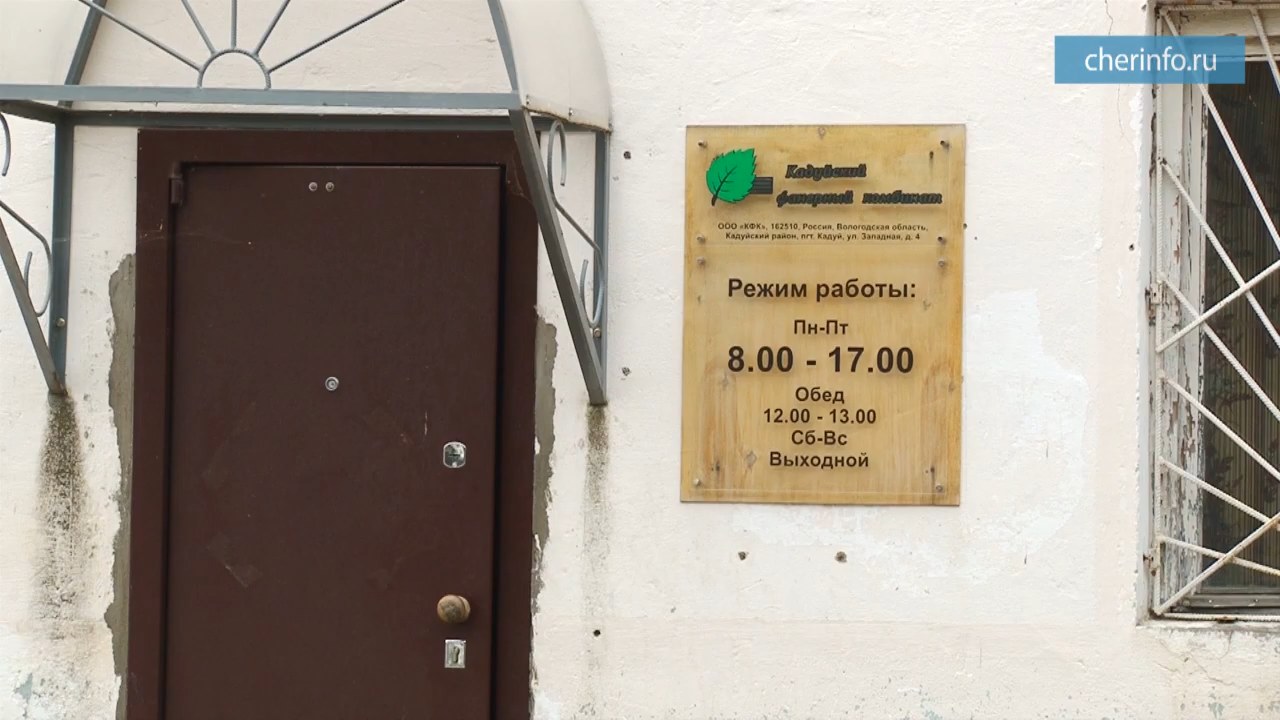 cherinfo.ru
Кадуйский
фанерный комбинат
ООО «КФК», 162510, Россия, Вологодская область,
Кадуйский район, пгт. Кадуй, ул. Западная, д. 4
Режим работы:
Пн-Пт
8.00 - 17.00
Обед
12.00 - 13.00
Сб-Вс
Выходной